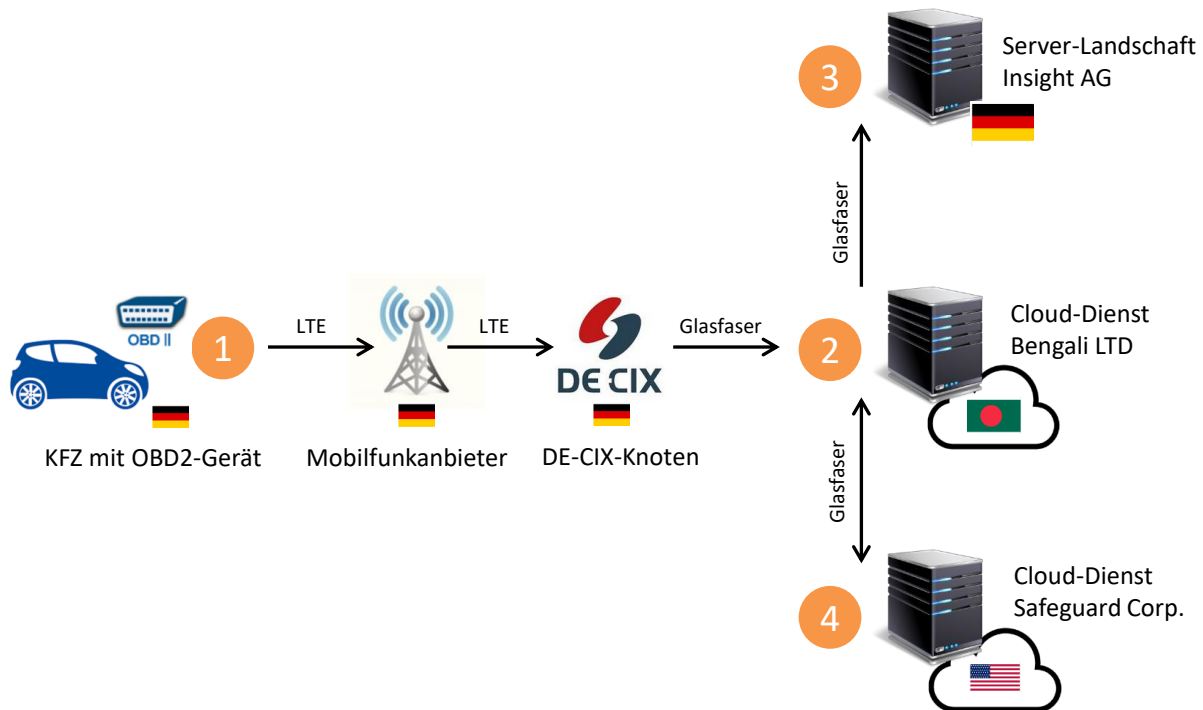 3
Server-Landschaft
Insight AG
Glasfaser
OBD II
1
LTE
LTE
DE CIX
Glasfaser
2
Cloud-Dienst
Bengali LTD
KFZ mit OBD2-Gerät
Mobilfunkanbieter
DE-CIX-Knoten
Glasfaser
4
Cloud-Dienst
Safeguard Corp.